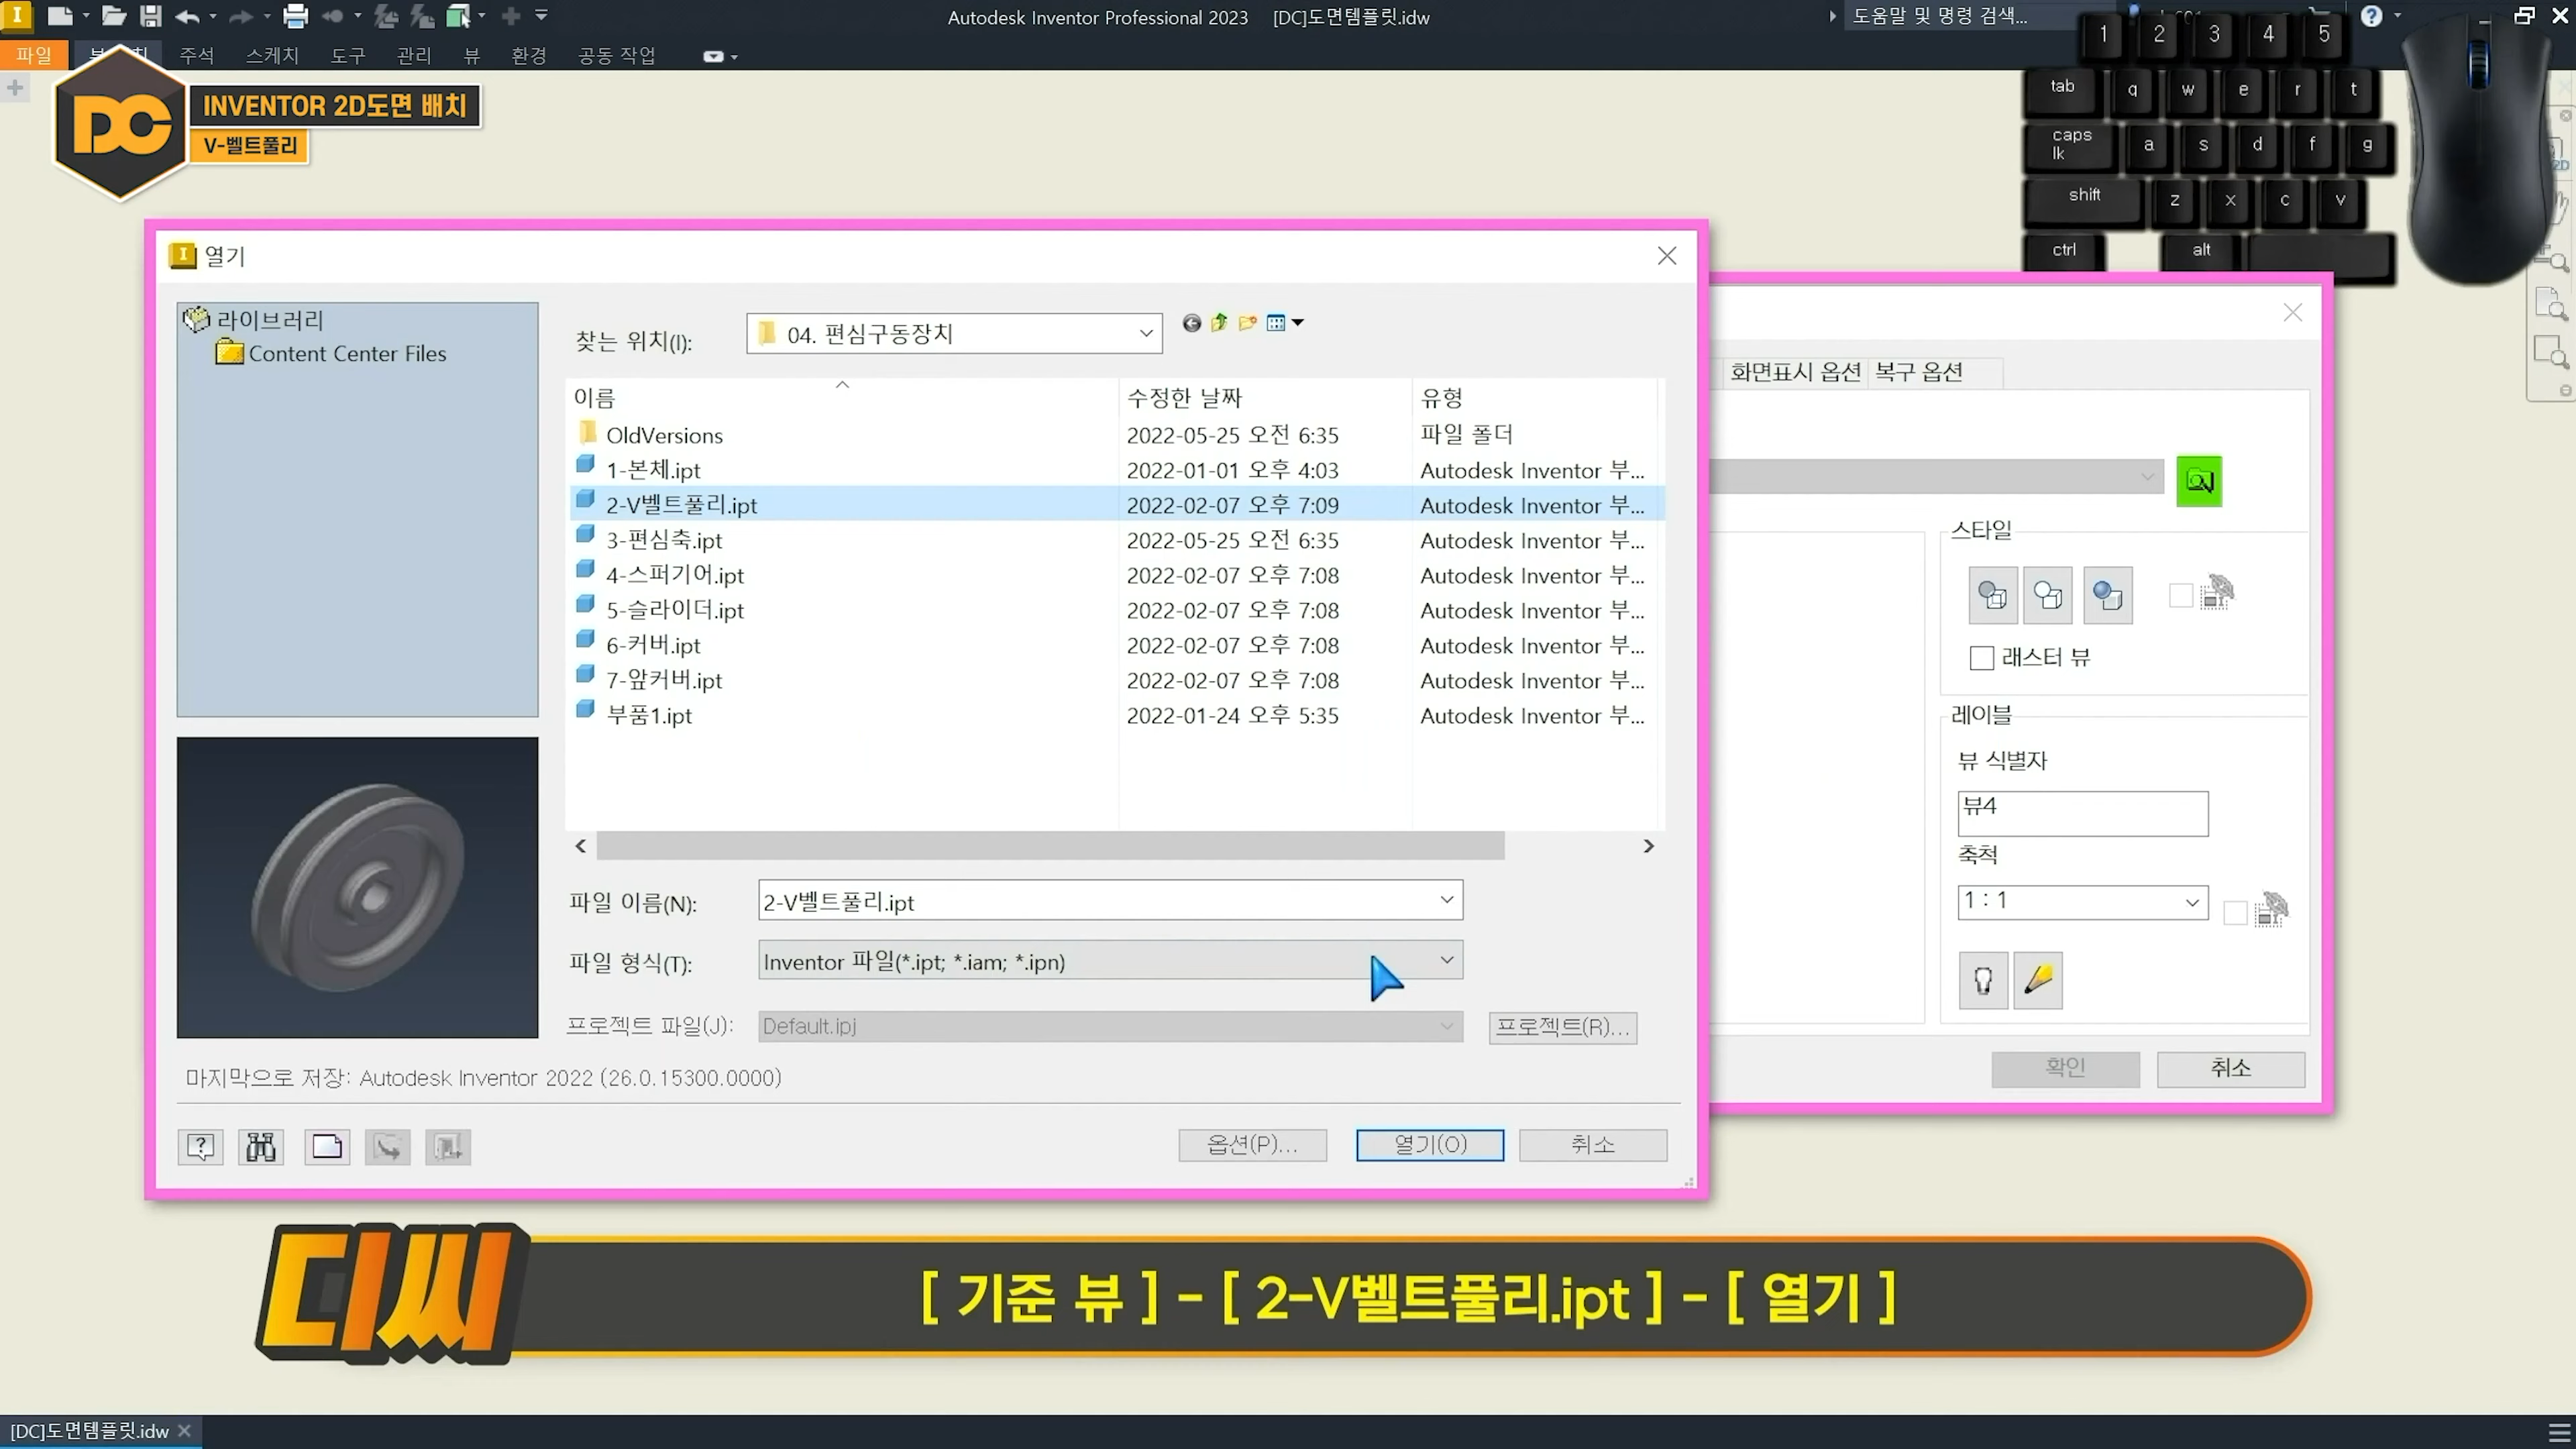 Autodesk Inventor Professional 2023 [DC]도면템플릿.idw
도움말 및 명령 검색...
파일 주석 스케치 도구 관리 뷰 환경 공동 작업
DC
INVENTOR 2D도면 배치
V-벨트풀리
1 2 3 4 5
tab q w e r t
caps lk a s d f g
shift z x c v
ctrl alt
열기
라이브러리
Content Center Files
찾는 위치(I):
04. 편심구동장치
이름 수정한 날짜 유형
OldVersions 2022-05-25 오전 6:35 파일 폴더
1-본체.ipt 2022-01-01 오후 4:03 Autodesk Inventor 부...
2-V벨트풀리.ipt 2022-02-07 오후 7:09 Autodesk Inventor 부...
3-편심축.ipt 2022-05-25 오전 6:35 Autodesk Inventor 부...
4-스퍼기어.ipt 2022-02-07 오후 7:08 Autodesk Inventor 부...
5-슬라이더.ipt 2022-02-07 오후 7:08 Autodesk Inventor 부...
6-커버.ipt 2022-02-07 오후 7:08 Autodesk Inventor 부...
7-앞커버.ipt 2022-02-07 오후 7:08 Autodesk Inventor 부...
부품1.ipt 2022-01-24 오후 5:35 Autodesk Inventor 부...
파일 이름(N): 2-V벨트풀리.ipt
파일 형식(T): Inventor 파일(*.ipt; *.iam; *.ipn)
프로젝트 파일(J): Default.ipj 프로젝트(R)...
마지막으로 저장: Autodesk Inventor 2022 (26.0.15300.0000)
옵션(P)... 열기(O) 취소
화면표시 옵션 복구 옵션
스타일
래스터 뷰
레이블
뷰 식별자
뷰4
축척
1 : 1
확인 취소
디씨
[ 기준 뷰 ] - [ 2-V벨트풀리.ipt ] - [ 열기 ]
[DC]도면템플릿.idw